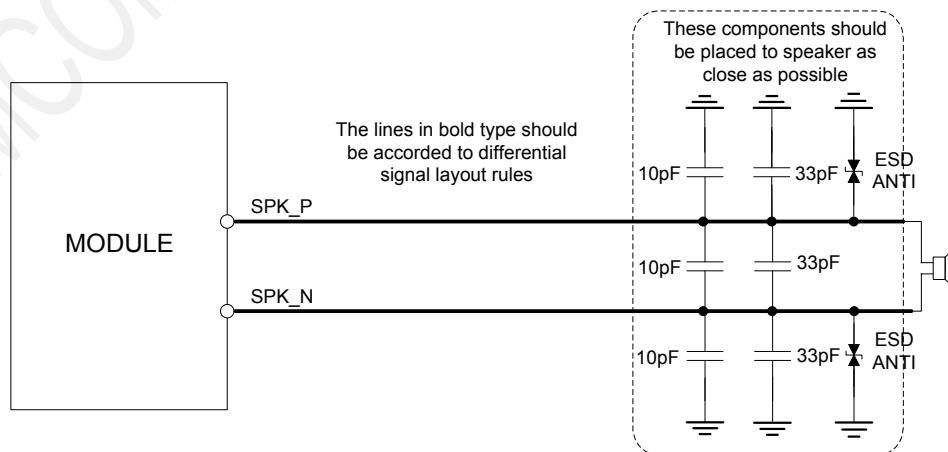 These components should
be placed to speaker as
close as possible
The lines in bold type should
be accorded to differential
signal layout rules
10pF
33pF
ESD
ANTI
SPK_P
MODULE
10pF
33pF
SPK_N
10pF
33pF
ESD
ANTI